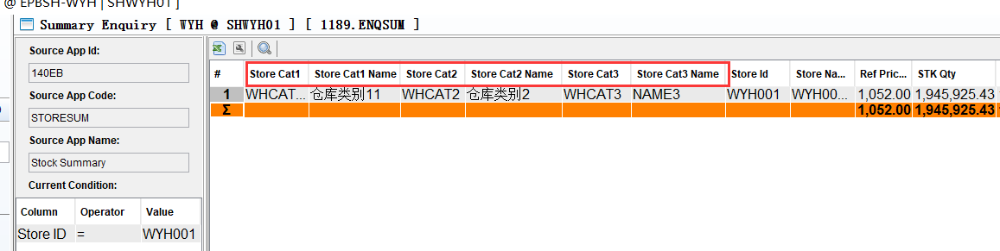 @ EPBSH-WYH | SHWYH01 ]
Summary Enquiry [ WYH @ SHWYH01 ] [ 1189.ENQSUM ]
Source App Id:
140EB
Source App Code:
STORESUM
Source App Name:
Stock Summary
Current Condition:
Column Operator Value
Store ID = WYH001
# Store Cat1 Store Cat1 Name Store Cat2 Store Cat2 Name Store Cat3 Store Cat3 Name Store Id Store Na... Ref Pric... STK Qty
1 WHCAT... 仓库类别11 WHCAT2 仓库类别2 WHCAT3 NAME3 WYH001 WYH00... 1,052.00 1,945,925.43
Σ 1,052.00 1,945,925.43